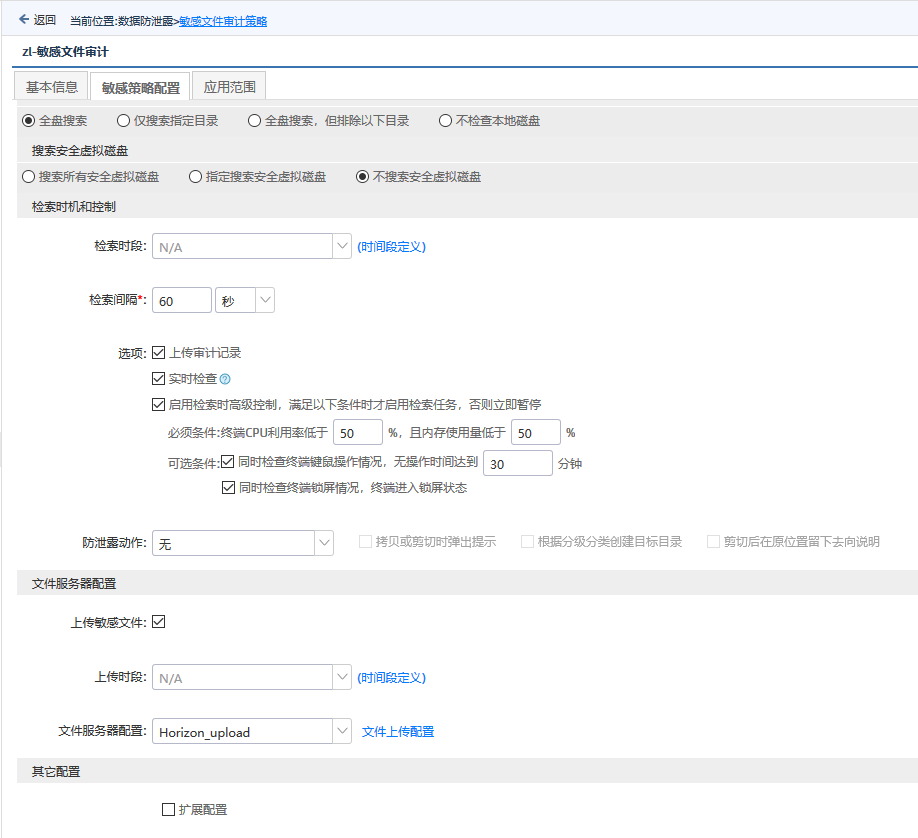 返回 当前位置:数据防泄露>敏感文件审计策略
zl-敏感文件审计
基本信息 敏感策略配置 应用范围
全盘搜索 仅搜索指定目录 全盘搜索，但排除以下目录 不检查本地磁盘
搜索安全虚拟磁盘
搜索所有安全虚拟磁盘 指定搜索安全虚拟磁盘 不搜索安全虚拟磁盘
检索时机和控制
检索时段: N/A (时间段定义)
检索间隔*: 60 秒
选项: 上传审计记录
实时检查 ?
启用检索时高级控制，满足以下条件时才启用检索任务，否则立即暂停
必须条件:终端CPU利用率低于 50 %，且内存使用量低于 50 %
可选条件: 同时检查终端键鼠操作情况，无操作时间达到 30 分钟
同时检查终端锁屏情况，终端进入锁屏状态
防泄露动作: 无 拷贝或剪切时弹出提示 根据分级分类创建目标目录 剪切后在原位置留下去向说明
文件服务器配置
上传敏感文件:
上传时段: N/A (时间段定义)
文件服务器配置: Horizon_upload 文件上传配置
其它配置
扩展配置